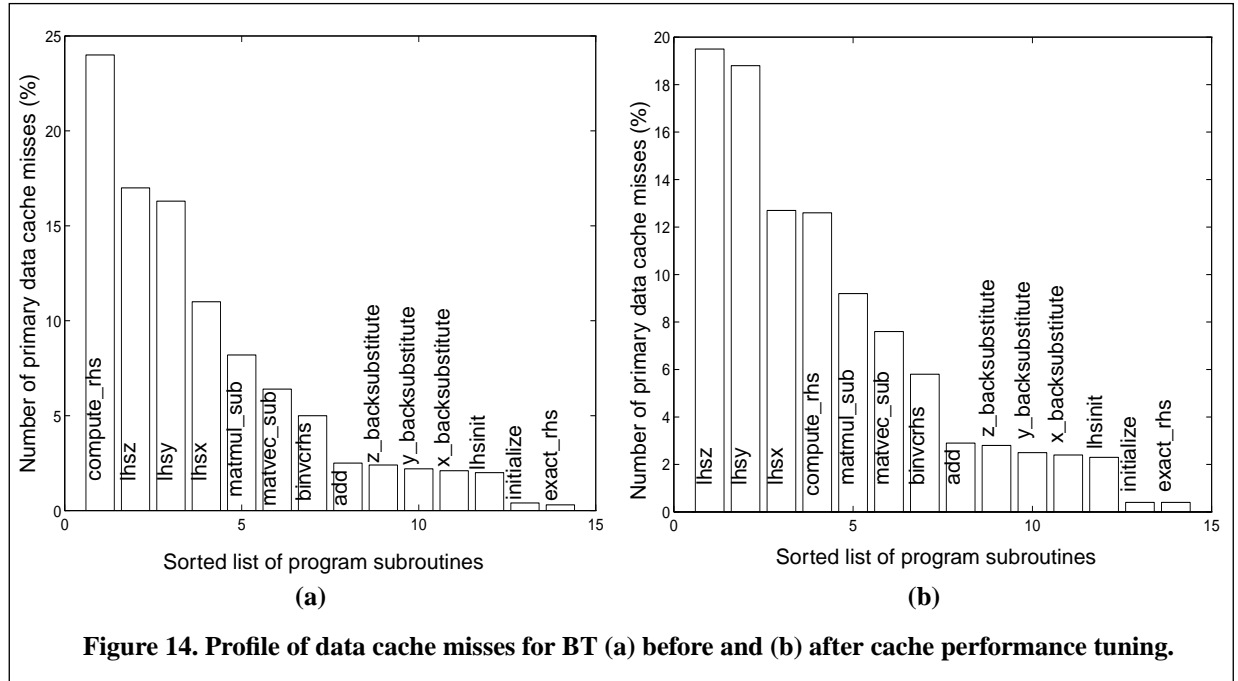 Number of primary data cache misses (%)
25
20
15
10
5
0
compute_rhs
lhsz
lhsy
lhsx
matmul_sub
matvec_sub
binvcrhs
add
z_backsubstitute
y_backsubstitute
x_backsubstitute
lhsinit
initialize
exact_rhs
0
5
10
15
Sorted list of program subroutines
(a)
Number of primary data cache misses (%)
20
18
16
14
12
10
8
6
4
2
0
lhsz
lhsy
lhsx
compute_rhs
matmul_sub
matvec_sub
binvcrhs
add
z_backsubstitute
y_backsubstitute
x_backsubstitute
lhsinit
initialize
exact_rhs
0
5
10
15
Sorted list of program subroutines
(b)
Figure 14. Profile of data cache misses for BT (a) before and (b) after cache performance tuning.